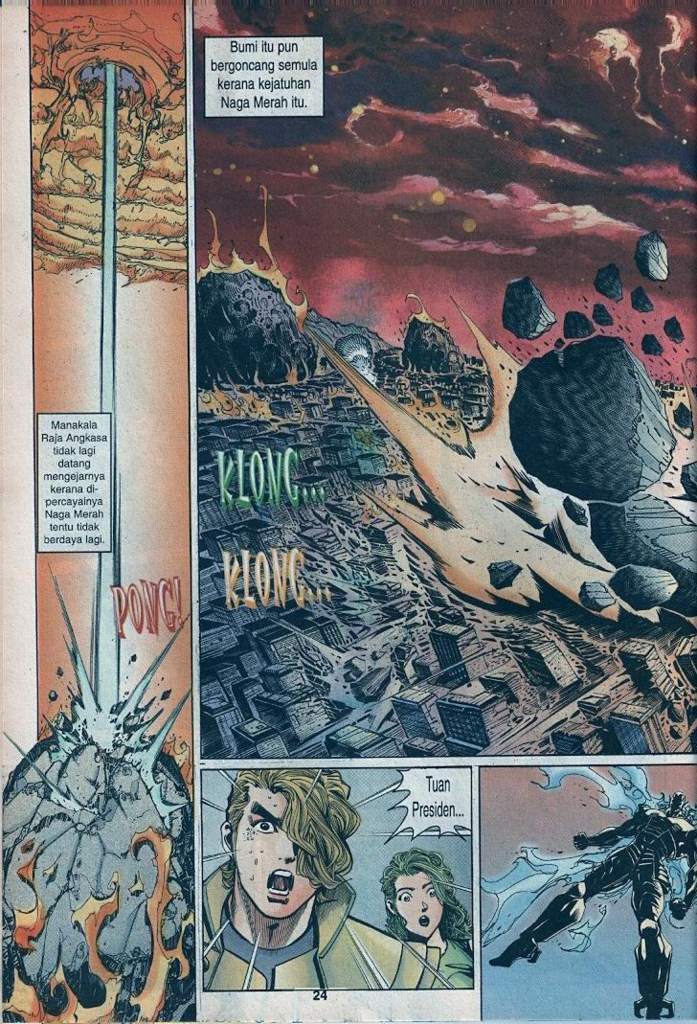 Bumi itu pun
bergoncang semula
kerana kejatuhan
Naga Merah itu.
Manakala
Raja Angkasa
tidak lagi
datang
mengejarnya
kerana di-
percayainya
Naga Merah
tentu tidak
berdaya lagi.
PONG!
KLONG...
KLONG...
Tuan
Presiden...
24